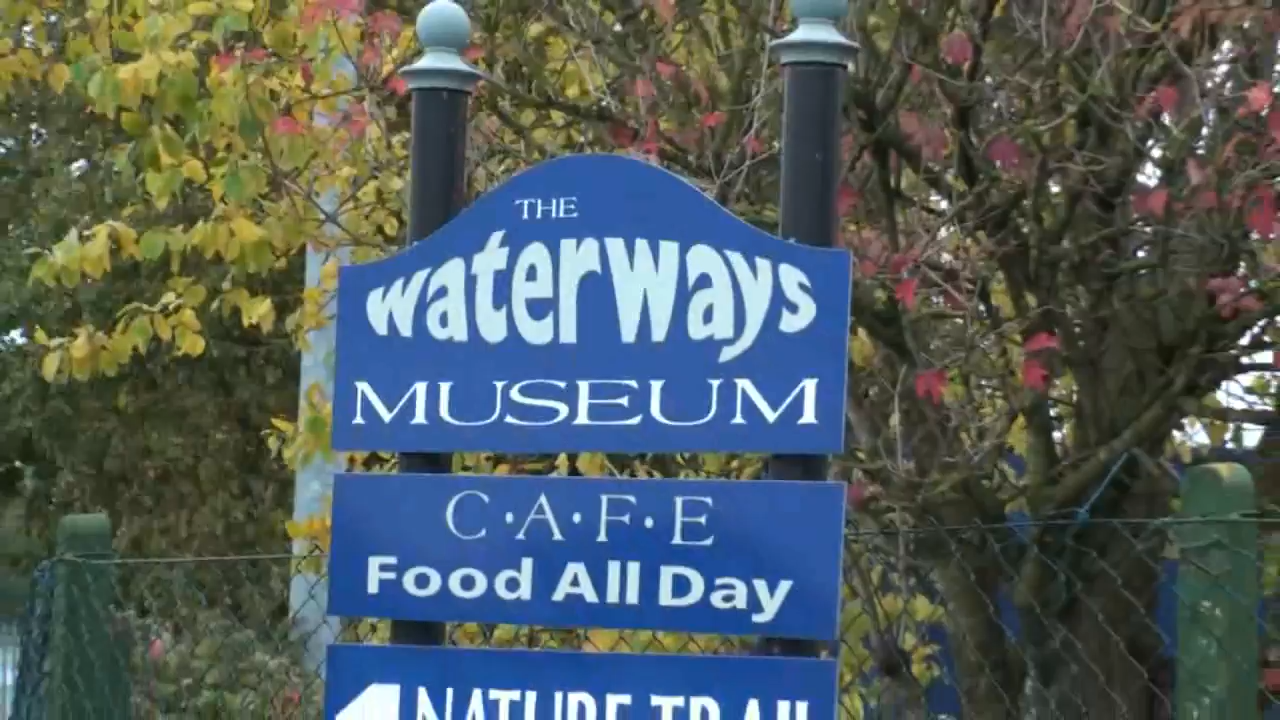 THE
waterways
MUSEUM
C·A·F·E
Food All Day
NATURE TRAIL